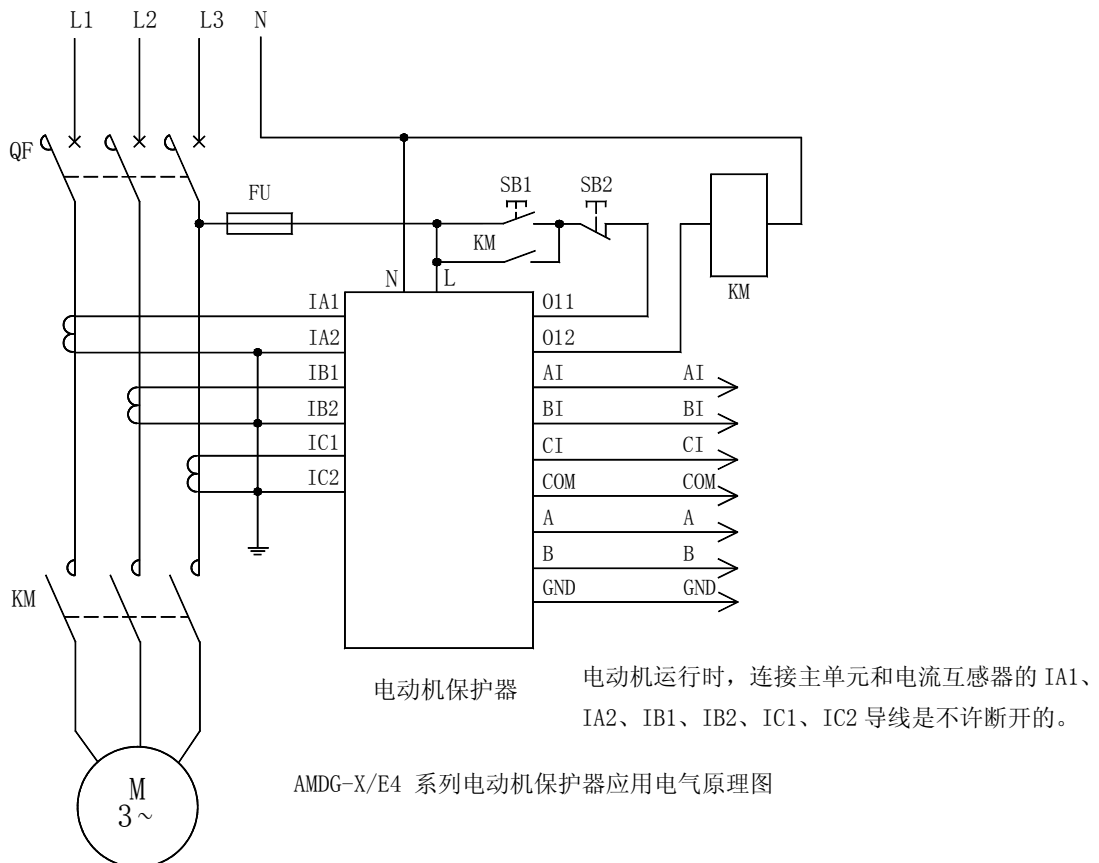 L1 L2 L3 N
QF
FU
SB1 SB2
KM
KM
N L
IA1
IA2
IB1
IB2
IC1
IC2
O11
O12
AI AI
BI BI
CI CI
COM COM
A A
B B
GND GND
KM
电动机保护器
电动机运行时，连接主单元和电流互感器的 IA1、
IA2、IB1、IB2、IC1、IC2 导线是不许断开的。
AMDG-X/E4 系列电动机保护器应用电气原理图
M
3~